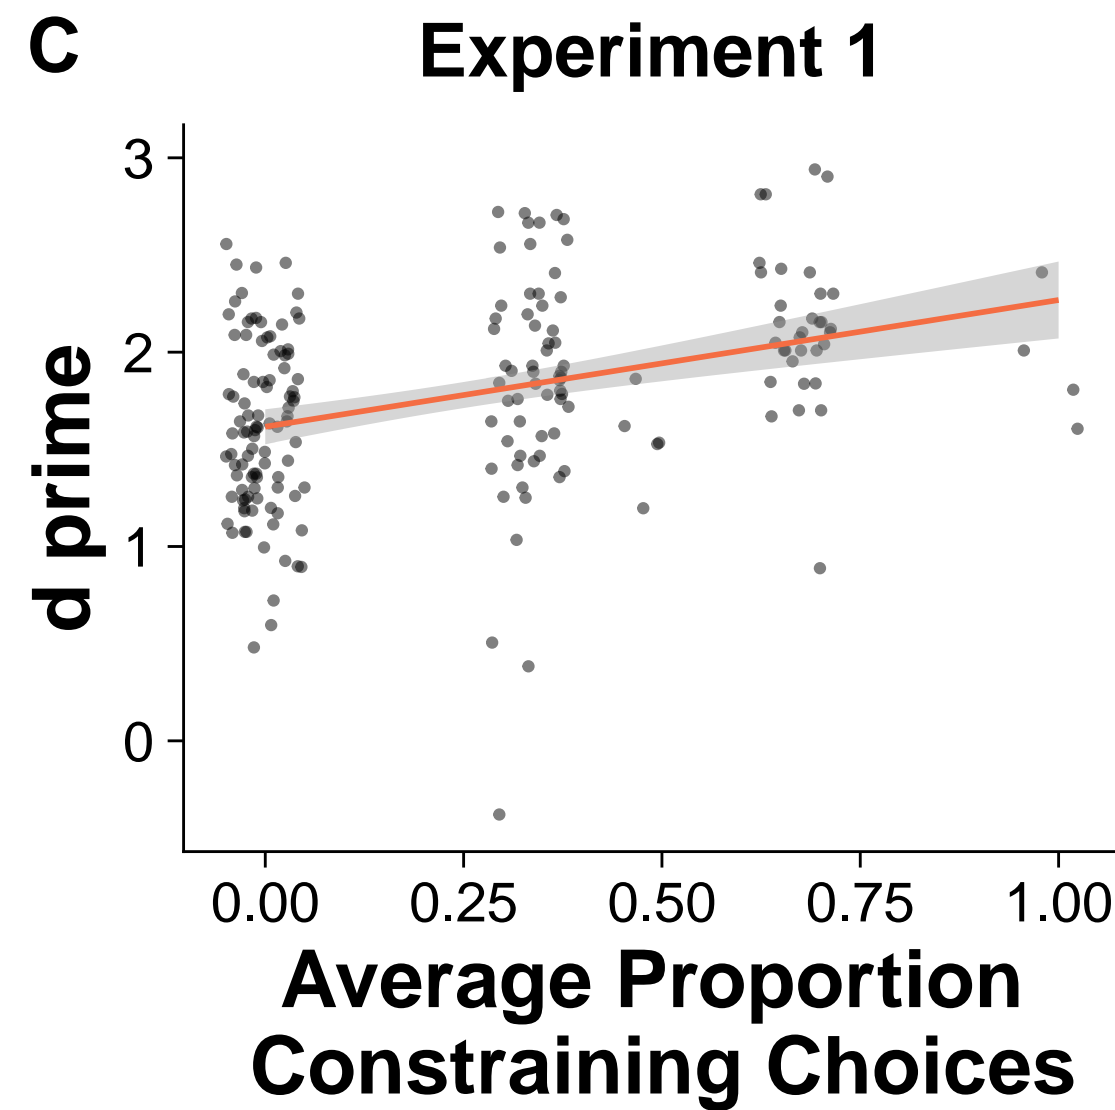 C
Experiment 1
3
2
1
0
d prime
0.00 0.25 0.50 0.75 1.00
Average Proportion
Constraining Choices